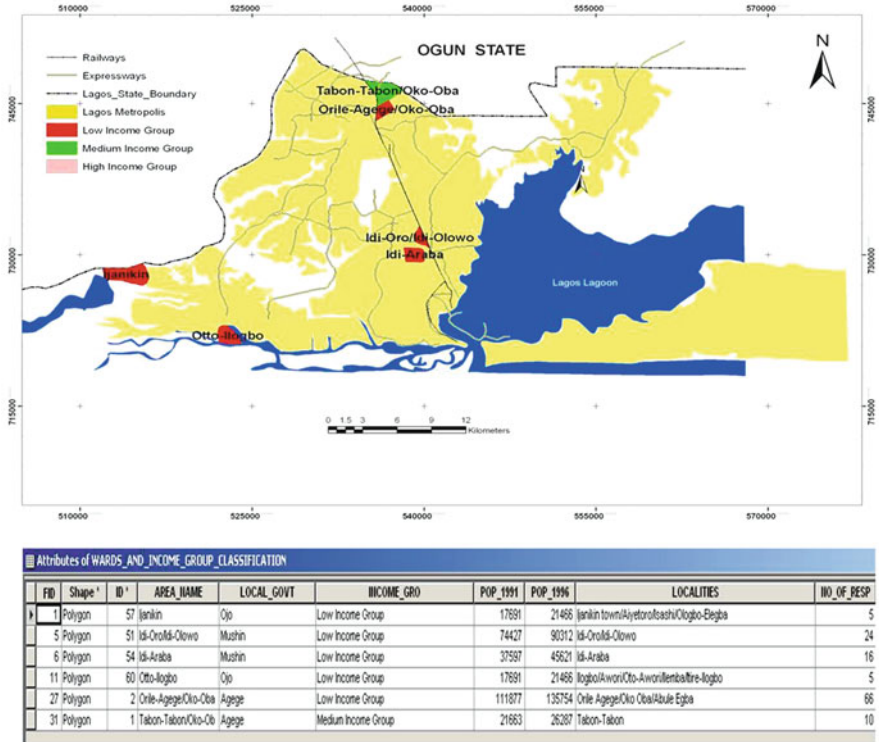 510000 525000 540000 555000 570000
OGUN STATE
N
Railways
Expressways
Lagos_State_Boundary
Lagos Metropolis
Low Income Group
Medium Income Group
High Income Group
Tabon-Tabon/Oko-Oba
Orile-Agege/Oko-Oba
745000 745000
N
Idi-Oro/Idi-Olowo
Idi-Araba
730000 730000
Ijanikin
Lagos Lagoon
Otto-Ilogbo
715000 715000
0 1.5 3 6 9 12
Kilometers
510000 525000 540000 555000 570000
Attributes of WARDS_AND_INCOME_GROUP_CLASSIFICATION
FID Shape * ID * AREA_NAME LOCAL_GOVT INCOME_GRO POP_1991 POP_1996 LOCALITIES NO_OF_RESP
1 Polygon 57 Ijanikin Ojo Low Income Group 17691 21466 Ijanikin town/Aiyetoro/Isashi/Ologbo-Elegba 5
5 Polygon 51 Idi-Oro/Idi-Olowo Mushin Low Income Group 74427 90312 Idi-Oro/Idi-Olowo 24
6 Polygon 54 Idi-Araba Mushin Low Income Group 37597 45621 Idi-Araba 16
11 Polygon 60 Otto-Ilogbo Ojo Low Income Group 17691 21466 Ilogbo/Awori/Oto-Awori/Ilemba/Itire-Ilogbo 5
27 Polygon 2 Orile-Agege/Oko-Oba Agege Low Income Group 111877 135754 Orile Agege/Oko Oba/Abule Egba 66
31 Polygon 1 Tabon-Tabon/Oko-Ob Agege Medium Income Group 21663 26287 Tabon-Tabon 10